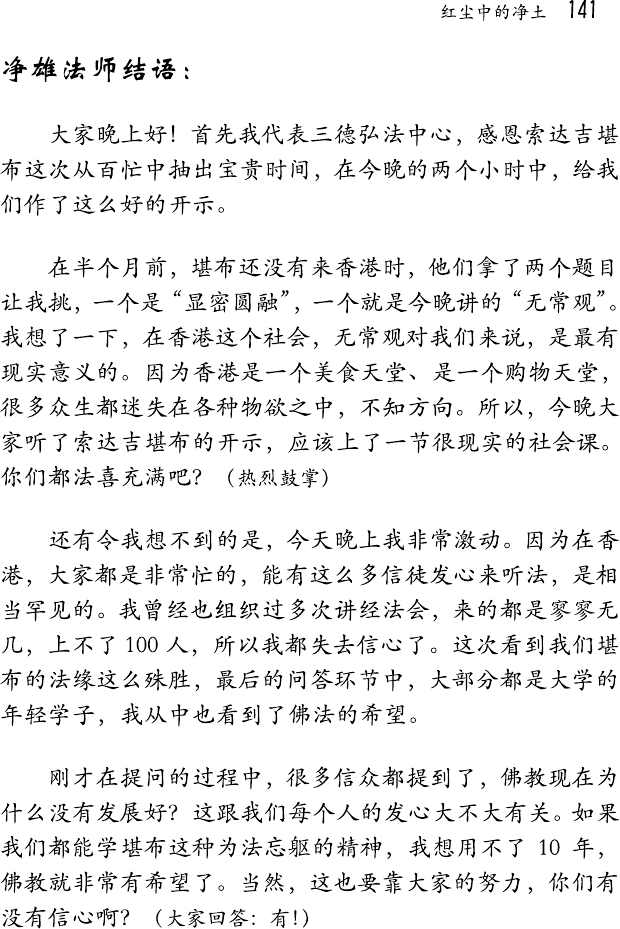 红尘中的净土 141
净雄法师结语：
大家晚上好！首先我代表三德弘法中心，感恩索达吉堪
布这次从百忙中抽出宝贵时间，在今晚的两个小时中，给我
们作了这么好的开示。
在半个月前，堪布还没有来香港时，他们拿了两个题目
让我挑，一个是“显密圆融”，一个就是今晚讲的“无常观”。
我想了一下，在香港这个社会，无常观对我们来说，是最有
现实意义的。因为香港是一个美食天堂、是一个购物天堂，
很多众生都迷失在各种物欲之中，不知方向。所以，今晚大
家听了索达吉堪布的开示，应该上了一节很现实的社会课。
你们都法喜充满吧？（热烈鼓掌）
还有令我想不到的是，今天晚上我非常激动。因为在香
港，大家都是非常忙的，能有这么多信徒发心来听法，是相
当罕见的。我曾经也组织过多次讲经法会，来的都是寥寥无
几，上不了 100 人，所以我都失去信心了。这次看到我们堪
布的法缘这么殊胜，最后的问答环节中，大部分都是大学的
年轻学子，我从中也看到了佛法的希望。
刚才在提问的过程中，很多信众都提到了，佛教现在为
什么没有发展好？这跟我们每个人的发心大不大有关。如果
我们都能学堪布这种为法忘躯的精神，我想用不了 10 年，
佛教就非常有希望了。当然，这也要靠大家的努力，你们有
没有信心啊？（大家回答：有！）